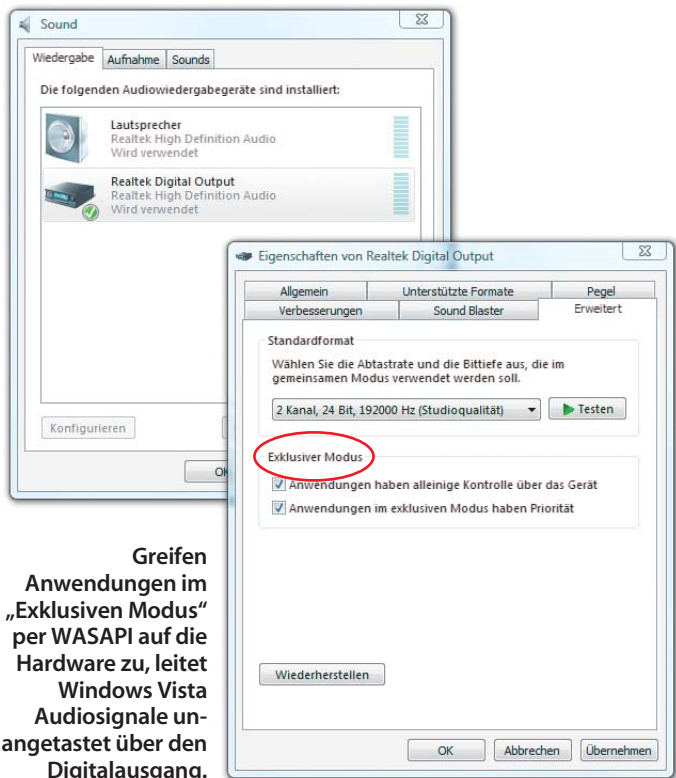 Sound
Wiedergabe Aufnahme Sounds
Die folgenden Audiowiedergabegeräte sind installiert:
Lautsprecher
Realtek High Definition Audio
Wird verwendet
Realtek Digital Output
Realtek High Definition Audio
Wird verwendet
Konfigurieren
Eigenschaften von Realtek Digital Output
Allgemein Unterstützte Formate Pegel
Verbesserungen Sound Blaster Erweitert
Standardformat
Wählen Sie die Abtastrate und die Bittiefe aus, die im
gemeinsamen Modus verwendet werden soll.
2 Kanal, 24 Bit, 192000 Hz (Studioqualität) Testen
Exklusiver Modus
Anwendungen haben alleinige Kontrolle über das Gerät
Anwendungen im exklusiven Modus haben Priorität
Wiederherstellen
OK Abbrechen Übernehmen
Greifen
Anwendungen im
„Exklusiven Modus“
per WASAPI auf die
Hardware zu, leitet
Windows Vista
Audiosignale un-
angetastet über den
Digitalausgang.